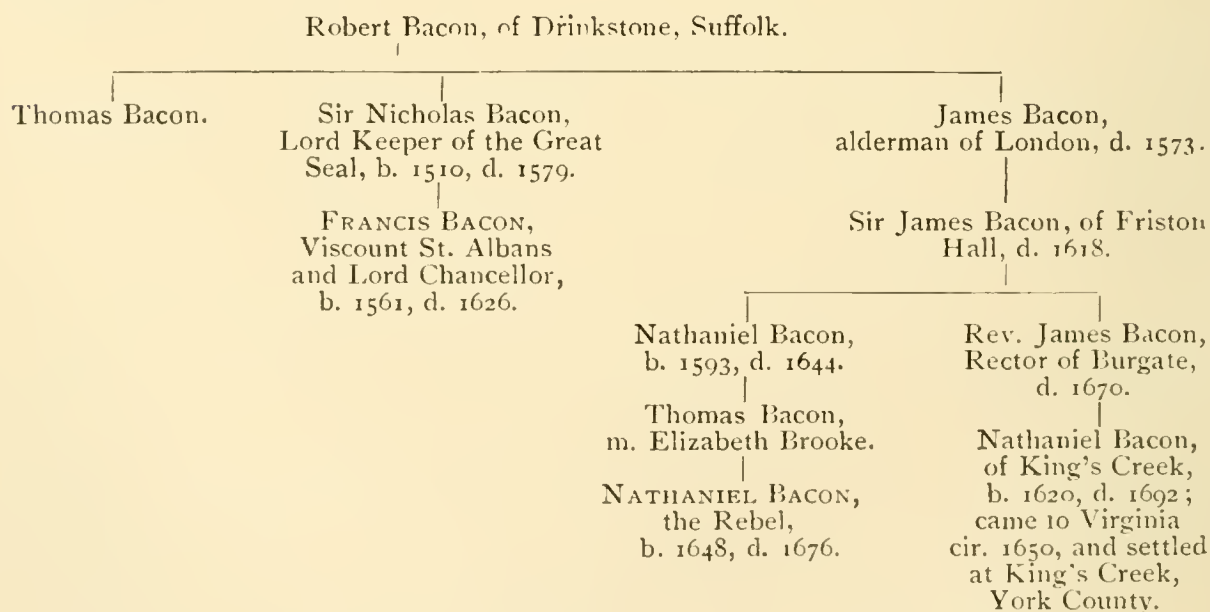 Robert Bacon, of Drinkstone, Suffolk.
Thomas Bacon.
Sir Nicholas Bacon,
Lord Keeper of the Great
Seal, b. 1510, d. 1579.
FRANCIS BACON,
Viscount St. Albans
and Lord Chancellor,
b. 1561, d. 1626.
James Bacon,
alderman of London, d. 1573.
Sir James Bacon, of Friston
Hall, d. 1618.
Nathaniel Bacon,
b. 1593, d. 1644.
Thomas Bacon,
m. Elizabeth Brooke.
NATHANIEL BACON,
the Rebel,
b. 1648, d. 1676.
Rev. James Bacon,
Rector of Burgate,
d. 1670.
Nathaniel Bacon,
of King's Creek,
b. 1620, d. 1692;
came to Virginia
cir. 1650, and settled
at King's Creek,
York County.